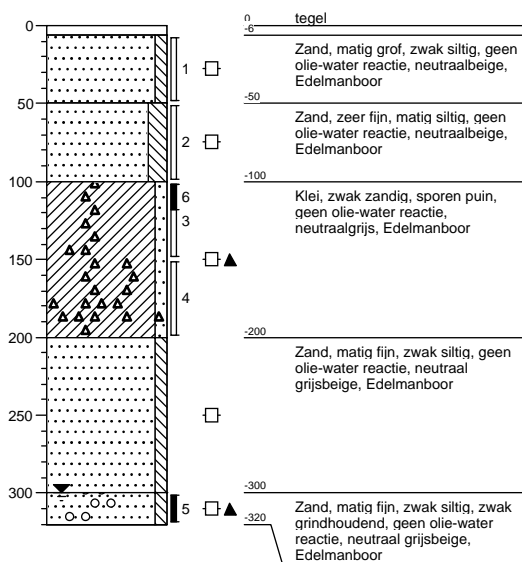 0
50
100
150
200
250
300
1
2
6
3
4
5
0
tegel
-6
Zand, matig grof, zwak siltig, geen
olie-water reactie, neutraalbeige,
Edelmanboor
-50
Zand, zeer fijn, matig siltig, geen
olie-water reactie, neutraalbeige,
Edelmanboor
-100
Klei, zwak zandig, sporen puin,
geen olie-water reactie,
neutraalgrijs, Edelmanboor
-200
Zand, matig fijn, zwak siltig, geen
olie-water reactie, neutraal
grijsbeige, Edelmanboor
-300
Zand, matig fijn, zwak siltig, zwak
grindhoudend, geen olie-water
reactie, neutraal grijsbeige,
Edelmanboor
-320